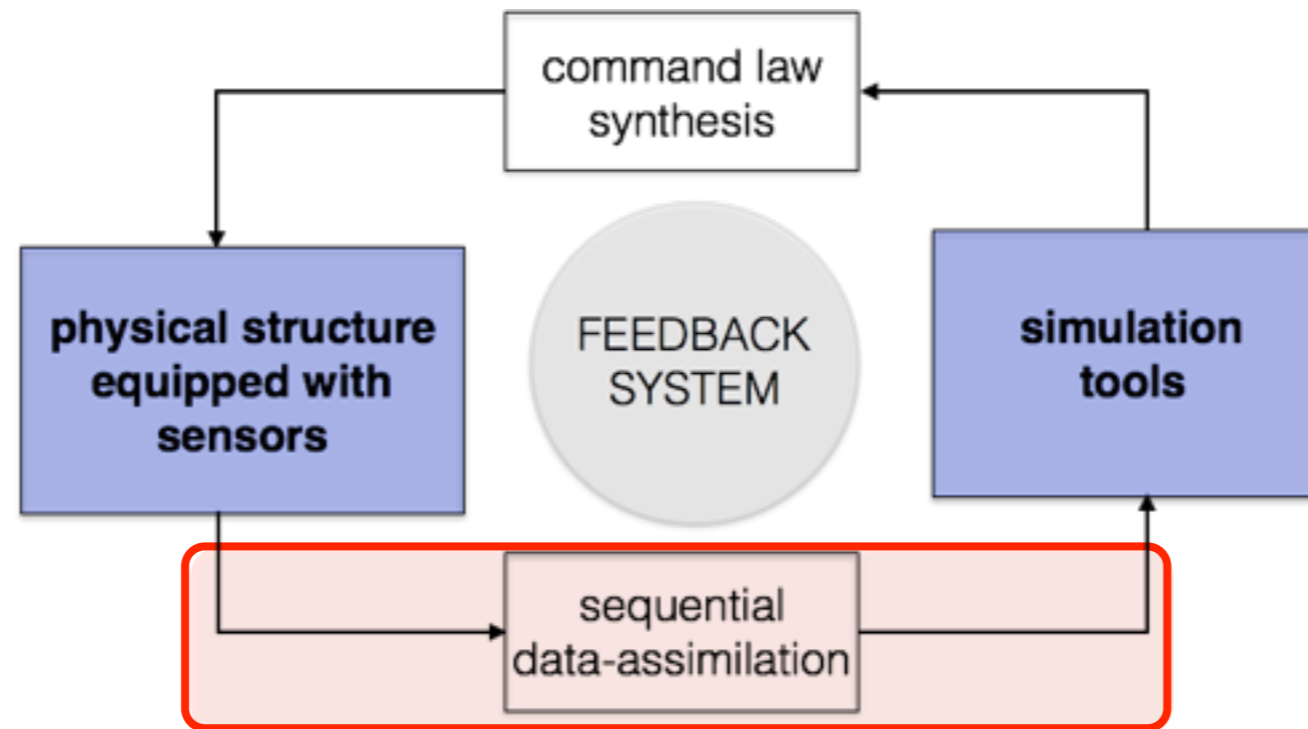 command law
synthesis
physical structure
equipped with
sensors
FEEDBACK
SYSTEM
simulation
tools
sequential
data-assimilation